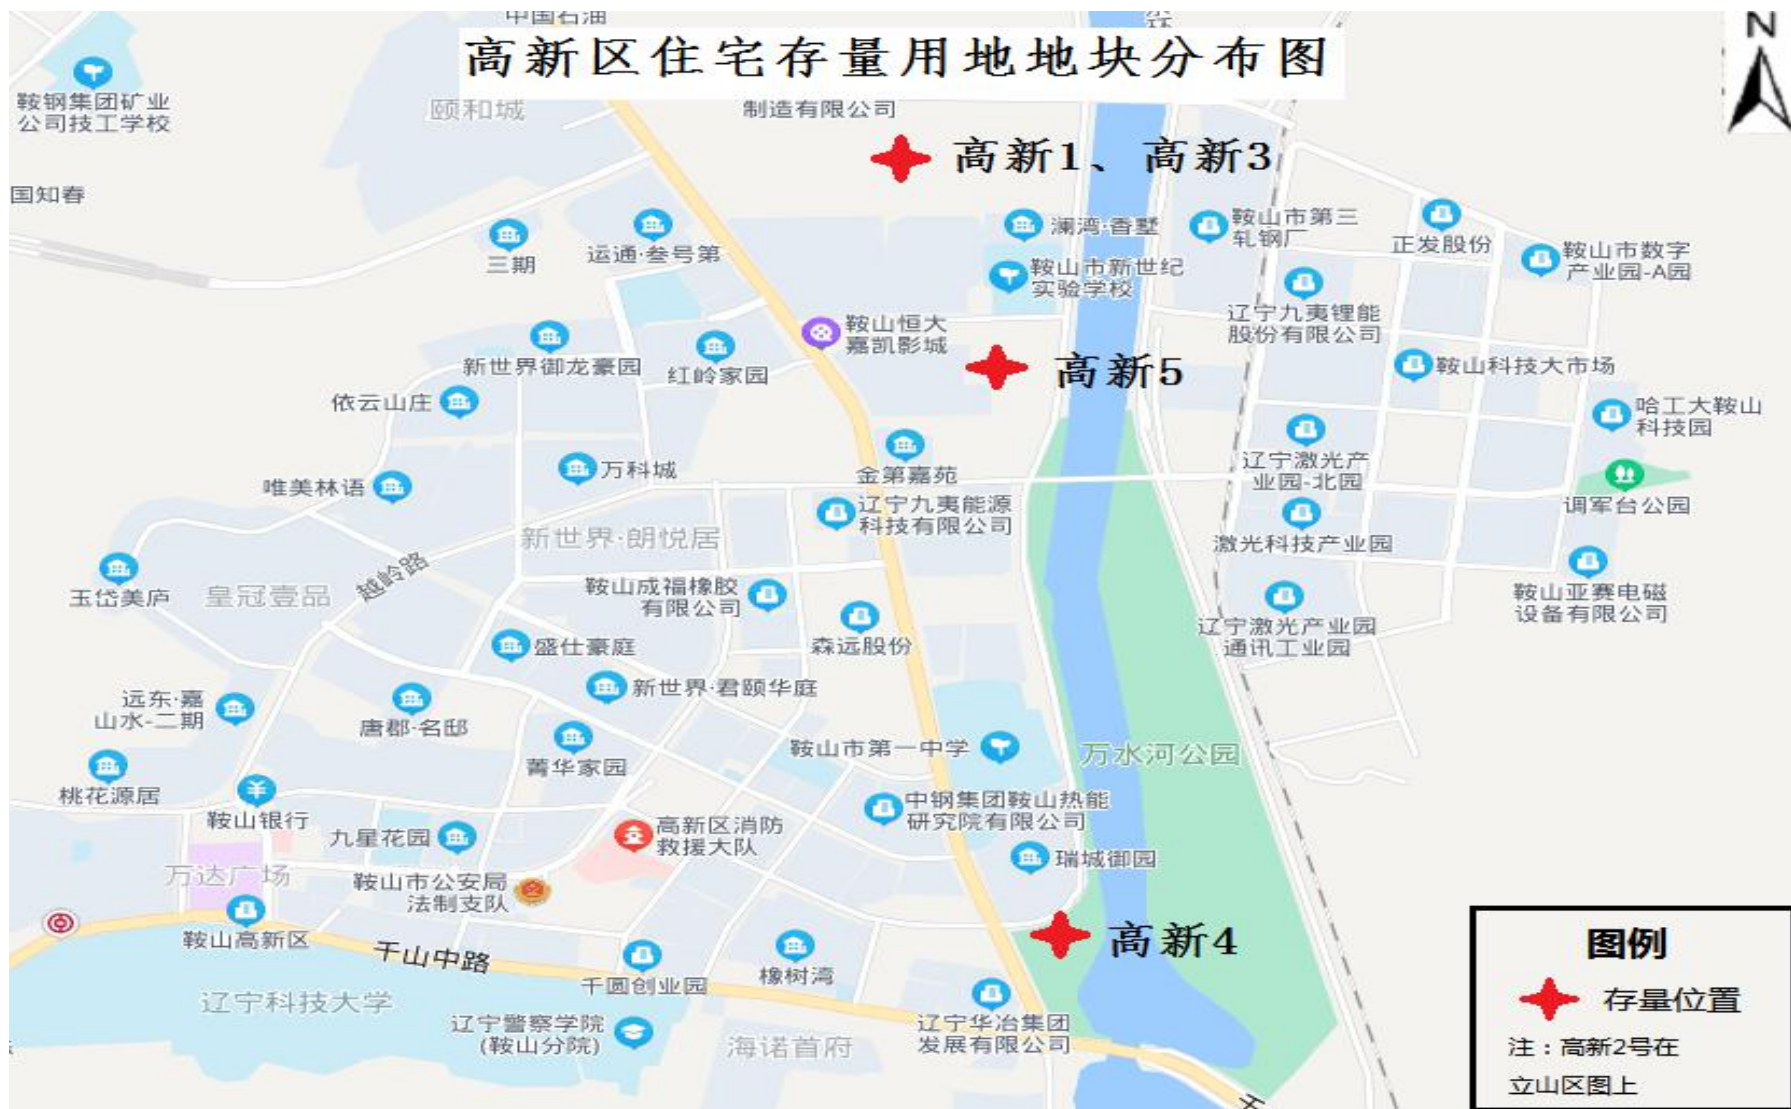 中国石油
高新区住宅存量用地地块分布图
N
鞍钢集团矿业
公司技工学校
颐和城
制造有限公司
高新1、高新3
国知春
三期
运通·叁号第
澜湾·香墅
鞍山市第三
轧钢厂
正发股份
鞍山市数字
产业园-A园
鞍山市新世纪
实验学校
新世界御龙豪园
红岭家园
鞍山恒大
嘉凯影城
辽宁九夷锂能
股份有限公司
高新5
鞍山科技大市场
依云山庄
哈工大鞍山
科技园
唯美林语
万科城
金第嘉苑
辽宁激光产
业园-北园
调军台公园
辽宁九夷能源
科技有限公司
新世界·朗悦居
激光科技产业园
玉岱美庐
皇冠壹品
越岭路
鞍山成福橡胶
有限公司
森远股份
辽宁激光产业园
通讯工业园
鞍山亚赛电磁
设备有限公司
盛仕豪庭
新世界·君颐华庭
远东·嘉
山水-二期
唐郡·名邸
菁华家园
鞍山市第一中学
万水河公园
桃花源居
鞍山银行
九星花园
高新区消防
救援大队
中钢集团鞍山热能
研究院有限公司
瑞城御园
万达广场
鞍山市公安局
法制支队
鞍山高新区
千山中路
千圆创业园
橡树湾
高新4
辽宁科技大学
辽宁警察学院
(鞍山分院)
海诺首府
辽宁华冶集团
发展有限公司
图例
存量位置
注：高新2号在
立山区图上